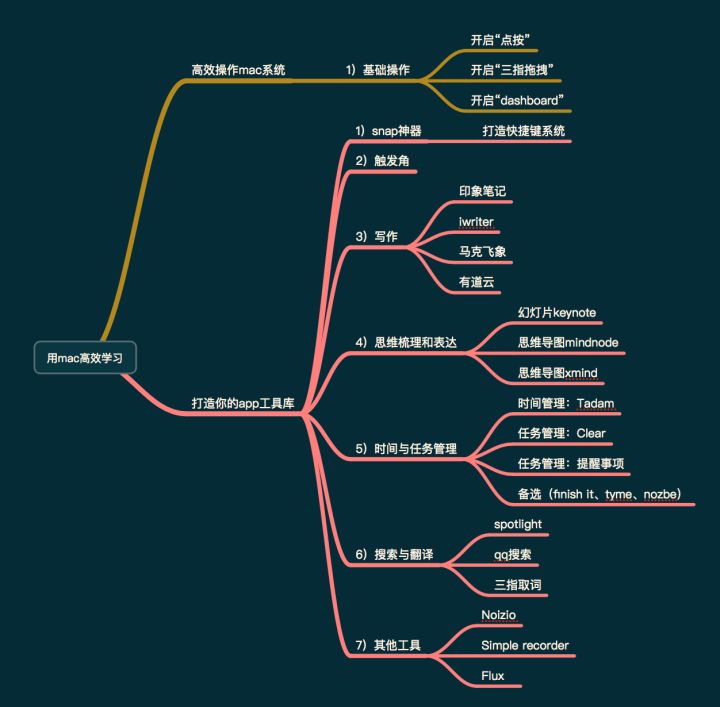 用mac高效学习
高效操作mac系统
1）基础操作
开启“点按”
开启“三指拖拽”
开启“dashboard”
打造你的app工具库
1）snap神器
打造快捷键系统
2）触发角
3）写作
印象笔记
iwriter
马克飞象
有道云
4）思维梳理和表达
幻灯片keynote
思维导图mindnode
思维导图xmind
5）时间与任务管理
时间管理：Tadam
任务管理：Clear
任务管理：提醒事项
备选（finish it、tyme、nozbe）
6）搜索与翻译
spotlight
qq搜索
三指取词
7）其他工具
Noizio
Simple recorder
Flux